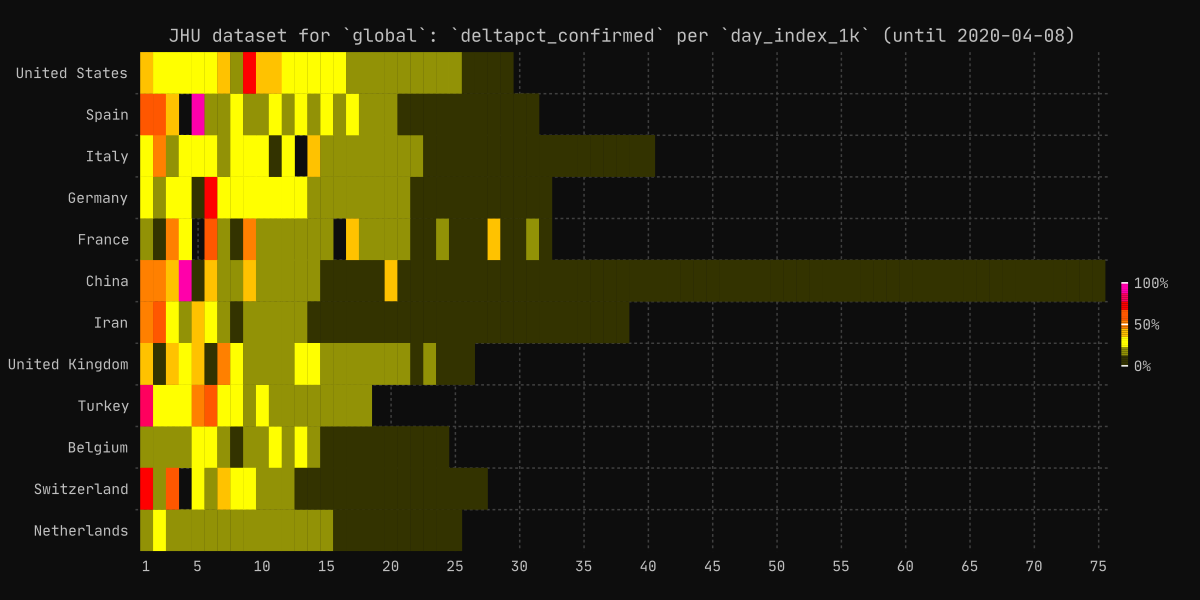 JHU dataset for `global`: `deltapct_confirmed` per `day_index_1k` (until 2020-04-08)
United States
Spain
Italy
Germany
France
China
Iran
United Kingdom
Turkey
Belgium
Switzerland
Netherlands
100%
50%
0%
1 5 10 15 20 25 30 35 40 45 50 55 60 65 70 75